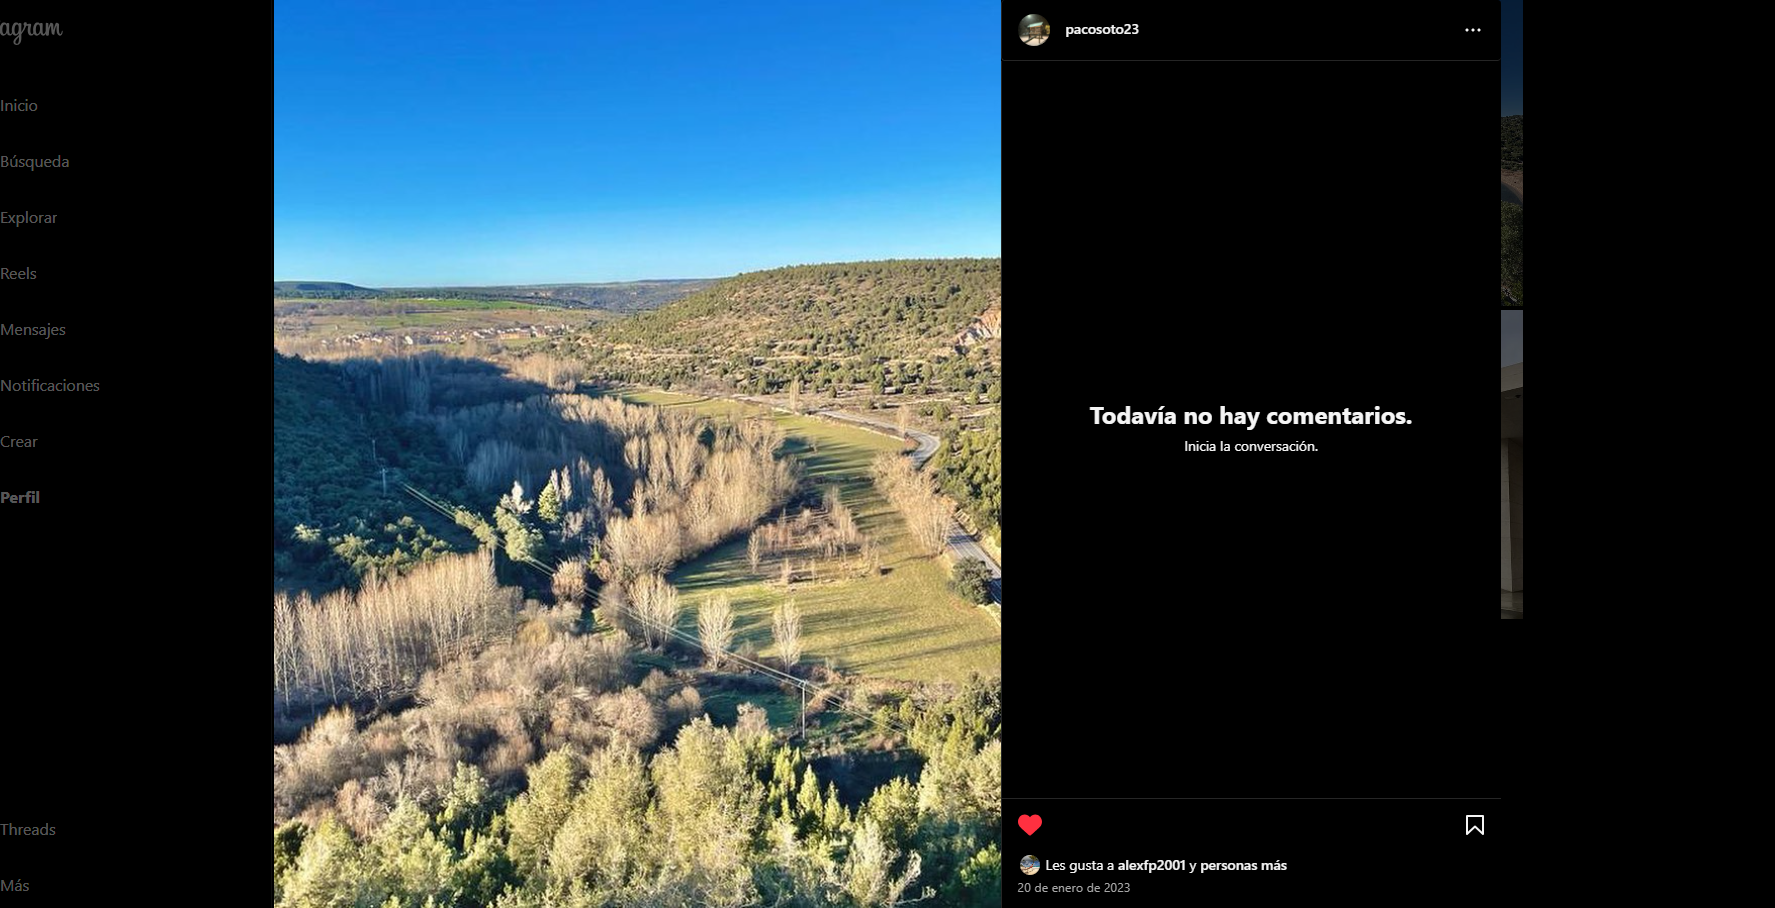 agram
Inicio
Búsqueda
Explorar
Reels
Mensajes
Notificaciones
Crear
Perfil
Threads
Más
pacosoto23
Todavía no hay comentarios.
Inicia la conversación.
Les gusta a alexfp2001 y personas más
20 de enero de 2023